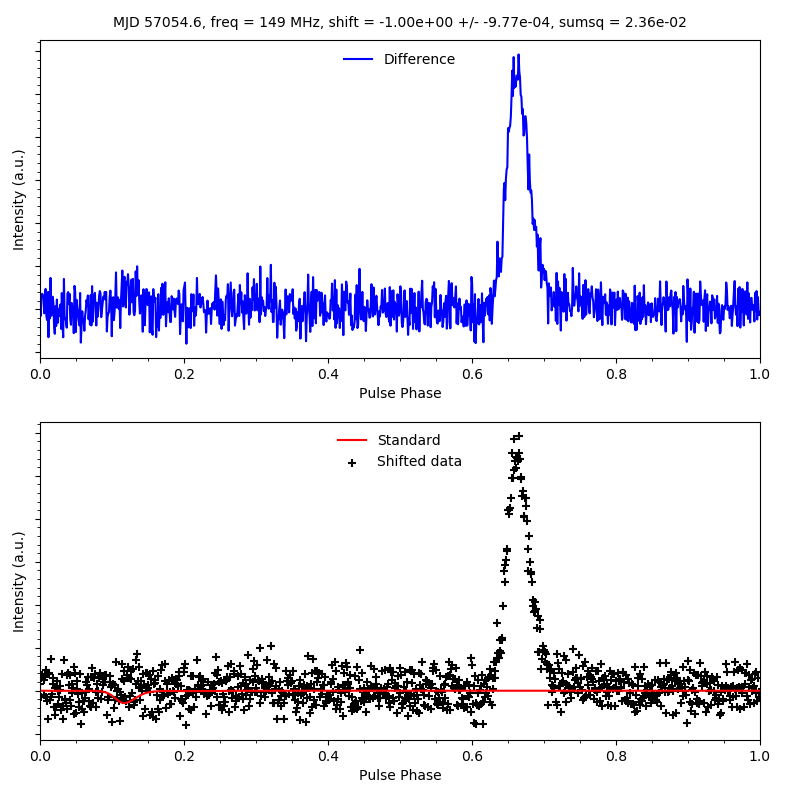 MJD 57054.6, freq = 149 MHz, shift = -1.00e+00 +/- -9.77e-04, sumsq = 2.36e-02
Difference
Intensity (a.u.)
0.0 0.2 0.4 0.6 0.8 1.0
Pulse Phase
Standard
Shifted data
Intensity (a.u.)
0.0 0.2 0.4 0.6 0.8 1.0
Pulse Phase